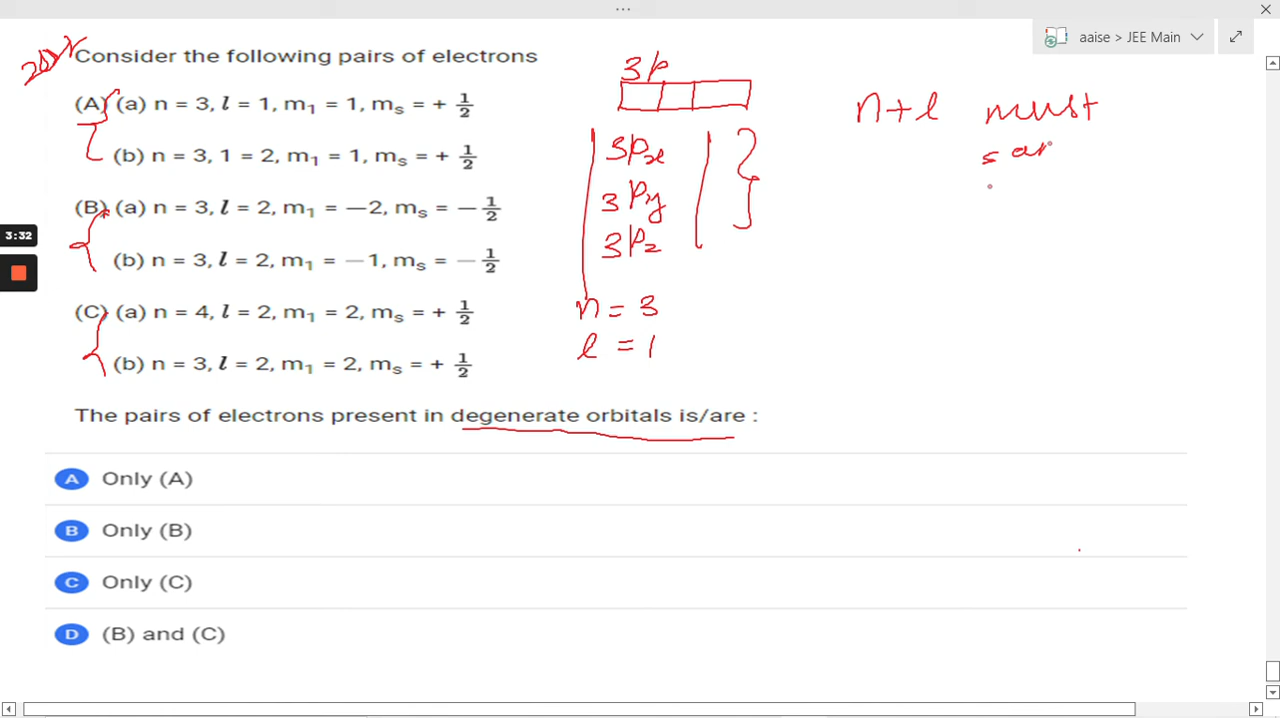 ...
aaise > JEE Main
Consider the following pairs of electrons
(A) (a) n = 3, l = 1, m₁ = 1, mₛ = + 1/2
(b) n = 3, 1 = 2, m₁ = 1, mₛ = + 1/2
(B) (a) n = 3, l = 2, m₁ = −2, mₛ = − 1/2
3:32
(b) n = 3, l = 2, m₁ = −1, mₛ = − 1/2
(C) (a) n = 4, l = 2, m₁ = 2, mₛ = + 1/2
(b) n = 3, l = 2, m₁ = 2, mₛ = + 1/2
The pairs of electrons present in degenerate orbitals is/are :
A Only (A)
B Only (B)
C Only (C)
D (B) and (C)
3p
3Px
3Py
3Pz
n = 3
l = 1
n+l must